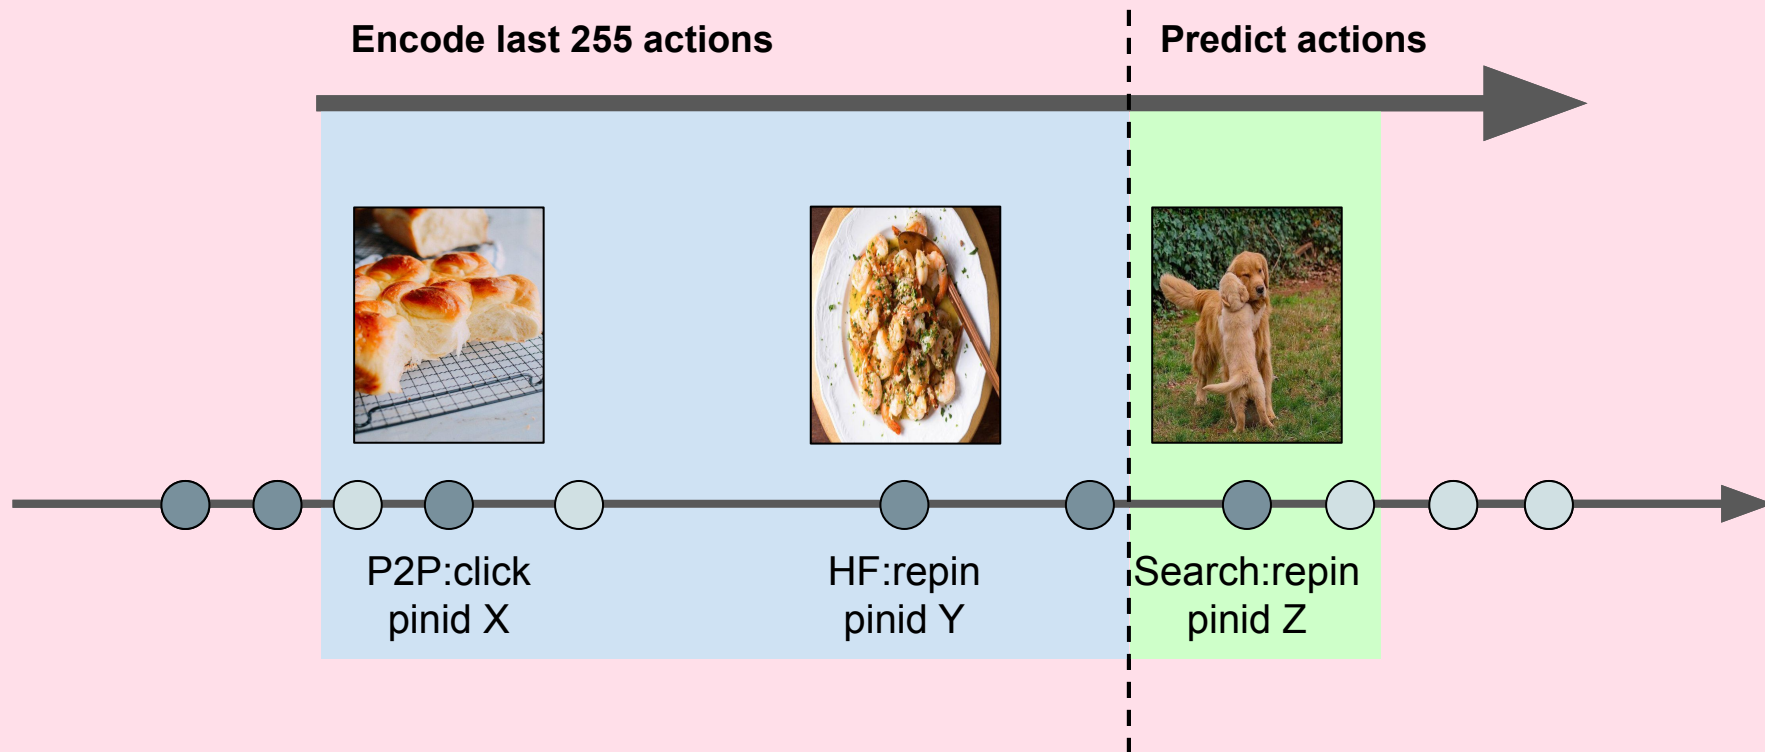 Encode last 255 actions
Predict actions
P2P:click
pinid X
HF:repin
pinid Y
Search:repin
pinid Z